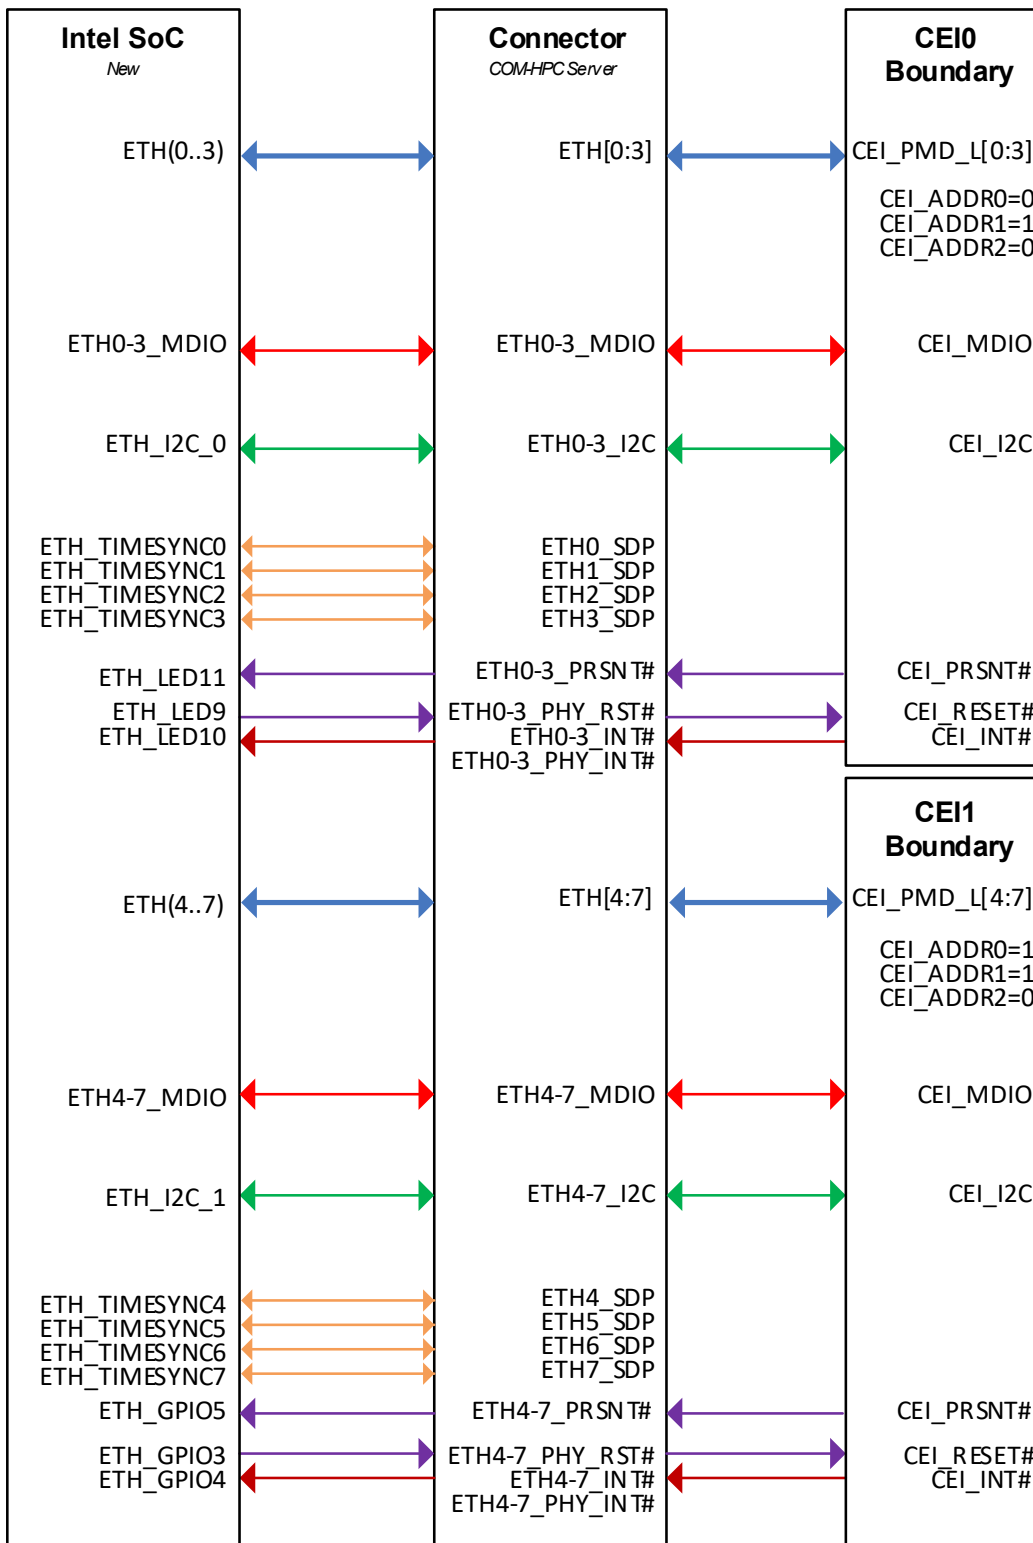 Intel SoC
New
ETH(0..3)
ETH0-3_MDIO
ETH_I2C_0
ETH_TIMESYNC0
ETH_TIMESYNC1
ETH_TIMESYNC2
ETH_TIMESYNC3
ETH_LED11
ETH_LED9
ETH_LED10
ETH(4..7)
ETH4-7_MDIO
ETH_I2C_1
ETH_TIMESYNC4
ETH_TIMESYNC5
ETH_TIMESYNC6
ETH_TIMESYNC7
ETH_GPIO5
ETH_GPIO3
ETH_GPIO4
Connector
COM-HPC Server
ETH[0:3]
ETH0-3_MDIO
ETH0-3_I2C
ETH0_SDP
ETH1_SDP
ETH2_SDP
ETH3_SDP
ETH0-3_PRSNT#
ETH0-3_PHY_RST#
ETH0-3_INT#
ETH0-3_PHY_INT#
ETH[4:7]
ETH4-7_MDIO
ETH4-7_I2C
ETH4_SDP
ETH5_SDP
ETH6_SDP
ETH7_SDP
ETH4-7_PRSNT#
ETH4-7_PHY_RST#
ETH4-7_INT#
ETH4-7_PHY_INT#
CEI0
Boundary
CEI_PMD_L[0:3]
CEI_ADDR0=0
CEI_ADDR1=1
CEI_ADDR2=0
CEI_MDIO
CEI_I2C
CEI_PRSNT#
CEI_RESET#
CEI_INT#
CEI1
Boundary
CEI_PMD_L[4:7]
CEI_ADDR0=1
CEI_ADDR1=1
CEI_ADDR2=0
CEI_MDIO
CEI_I2C
CEI_PRSNT#
CEI_RESET#
CEI_INT#